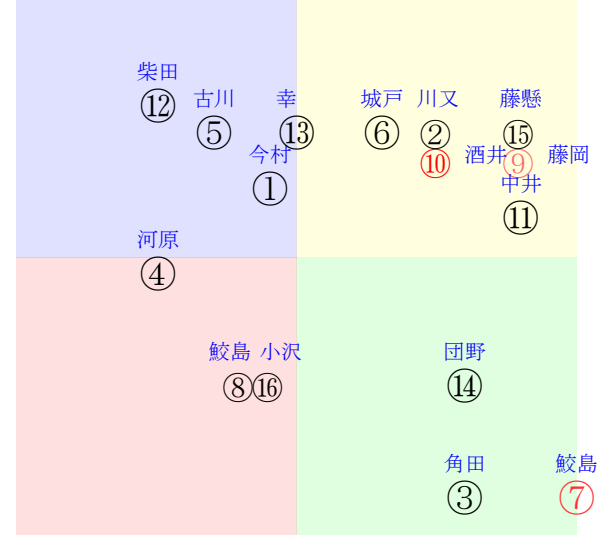 柴田
古川 幸 城戸 川又 藤懸
⑫
⑤ ⑬ ⑥ ② ⑮
今村 ⑩ 酒井 ⑨ 藤岡
① 中井
⑪
河原
④
鮫島 小沢 団野
⑧ ⑯ ⑭
角田 鮫島
③ ⑦